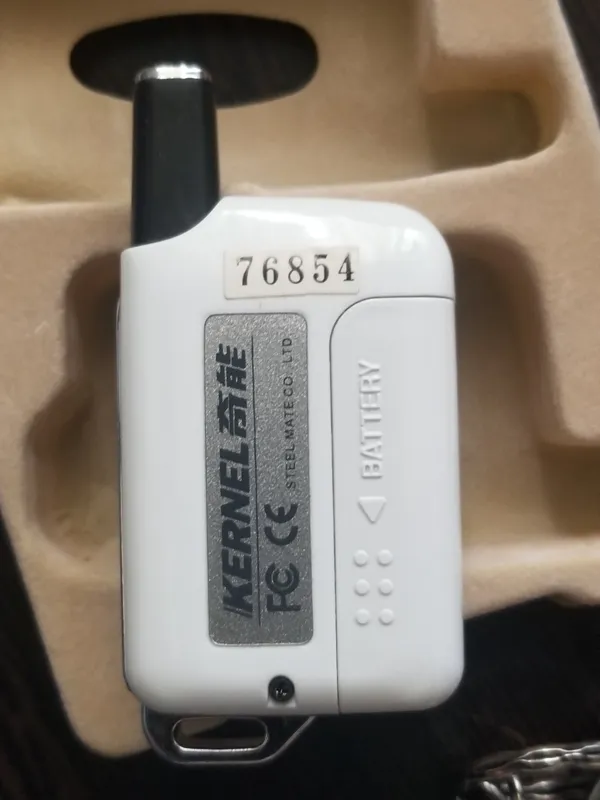 76854
KERNEL奇能
FC CE STEEL MATE CO. LTD.
BATTERY